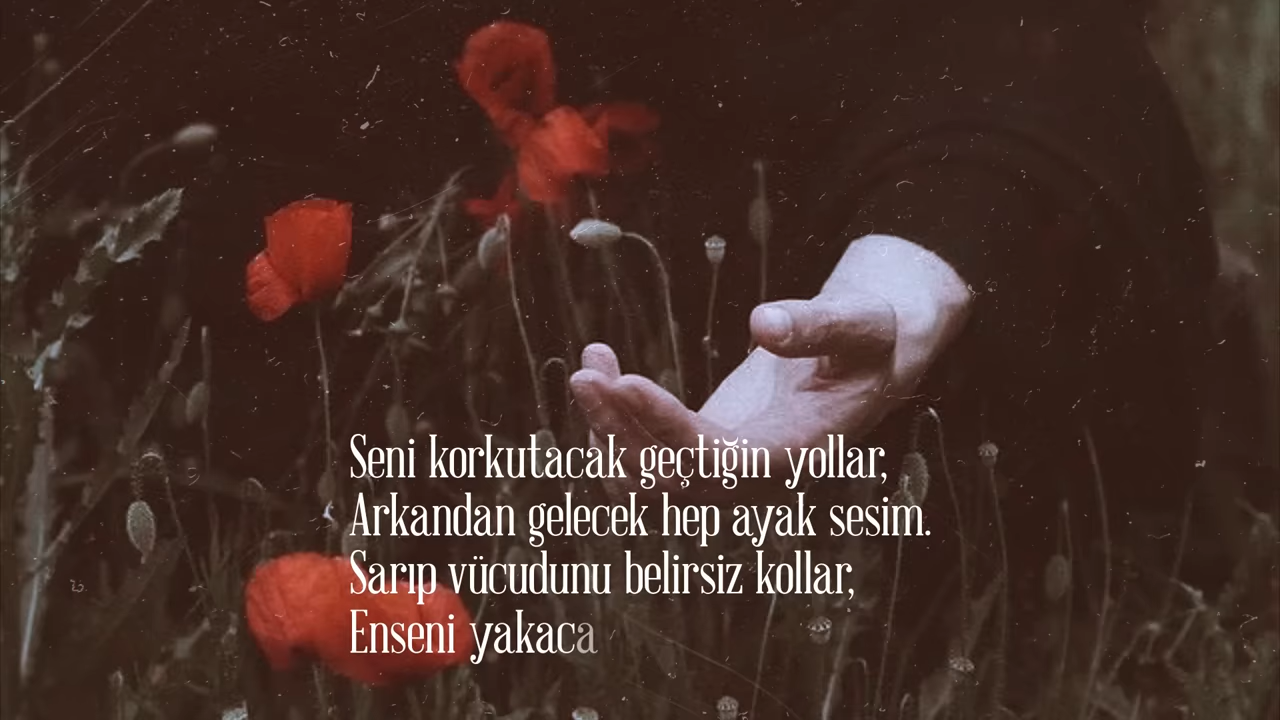 Seni korkutacak geçtiğin yollar,
Arkandan gelecek hep ayak sesim.
Sarıp vücudunu belirsiz kollar,
Enseni yakaca